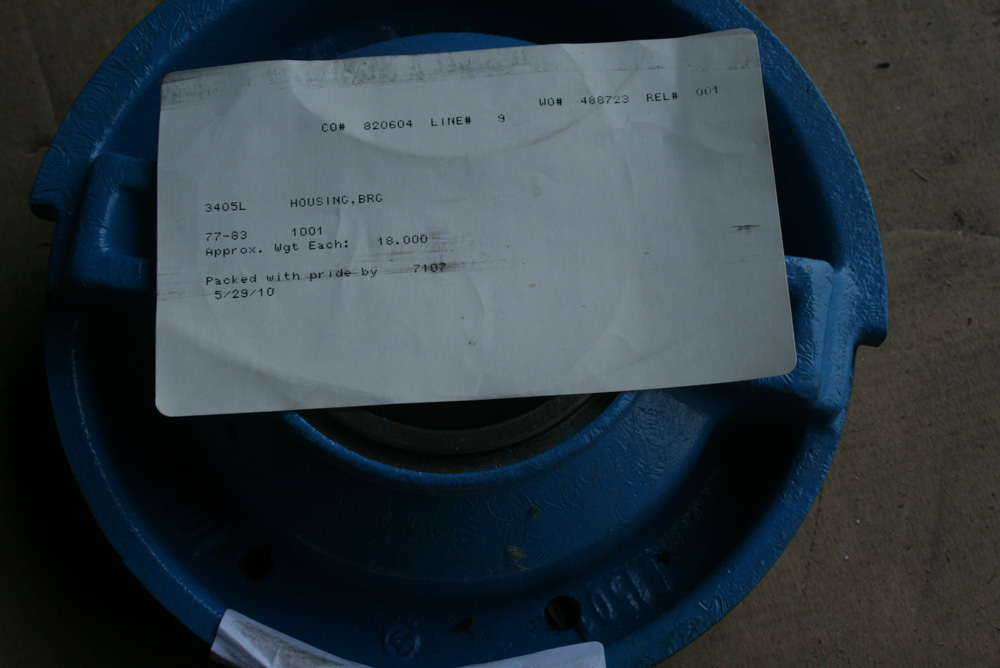 WO# 488723 REL# 001
CO# 820604 LINE# 9
3405L HOUSING,BRG
77-83 1001
Approx. Wgt Each: 18.000
Packed with pride by 7107
5/29/10